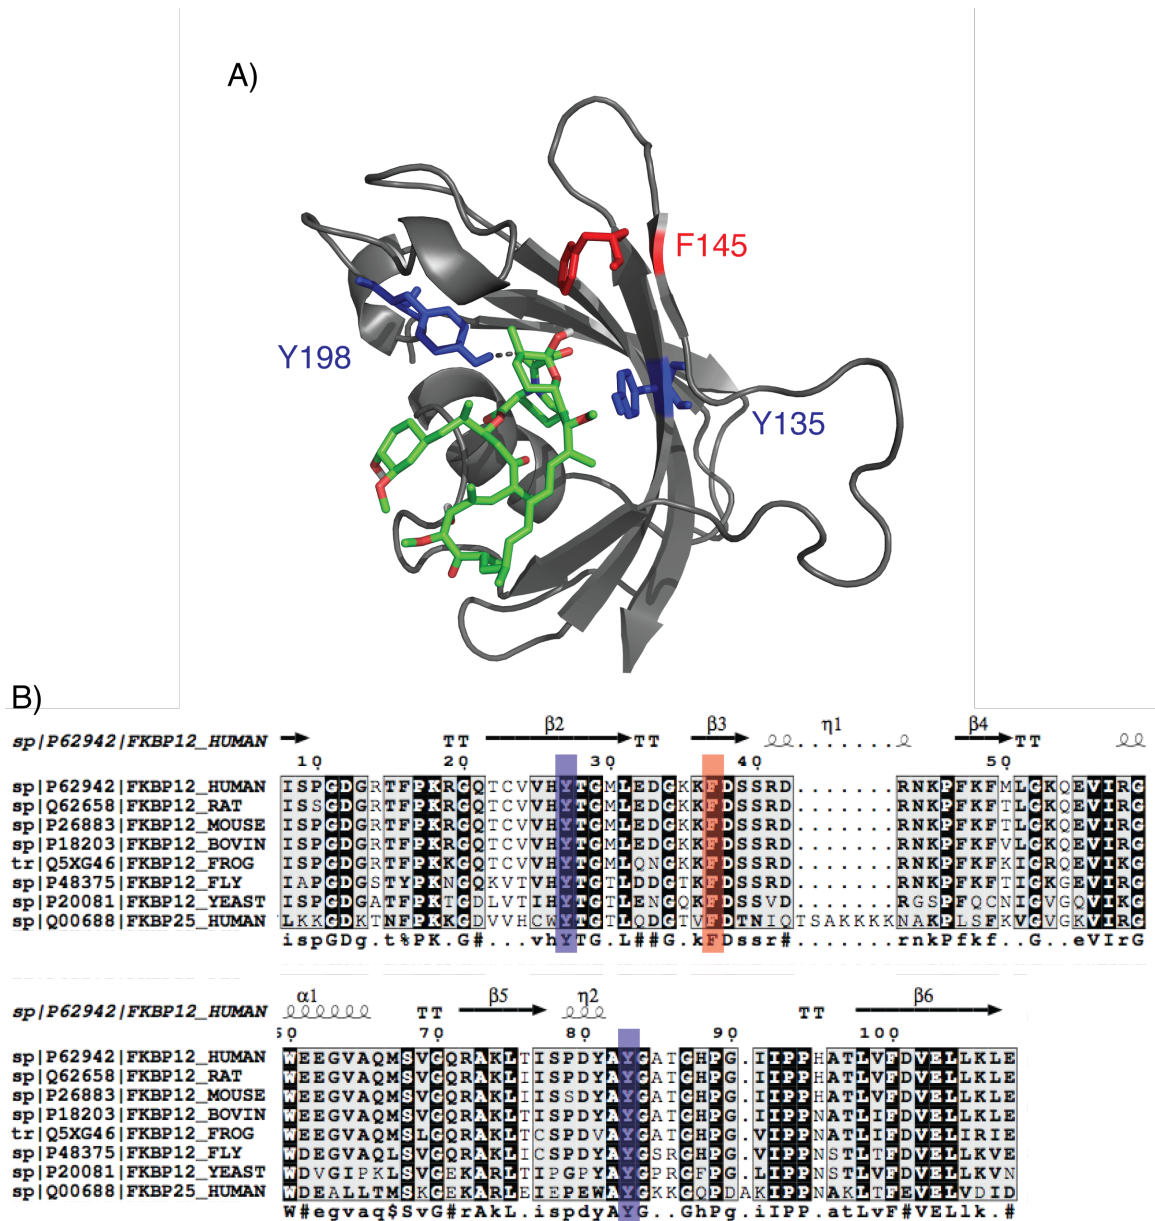 A)
F145
Y198
Y135
B)
β2 β3 η1 β4
sp|P62942|FKBP12_HUMAN TT TT TT
10 20 30 40 50
sp|P62942|FKBP12_HUMAN ISPGDGRTFPKRGQTCVVHYTGMLEDGKKFDSSRD.......RNKPFKFMLGKQEVIRG
sp|Q62658|FKBP12_RAT ISSGDGRTFPKRGQTCVVHYTGMLEDGKKFDSSRD.......RNKPFKFTLGKQEVIRG
sp|P26883|FKBP12_MOUSE ISPGDGRTFPKRGQTCVVHYTGMLEDGKKFDSSRD.......RNKPFKFTLGKQEVIRG
sp|P18203|FKBP12_BOVIN ISPGDGRTFPKRGQTCVVHYTGMLEDGKKFDSSRD.......RNKPFKFVLGKQEVIRG
tr|Q5XG46|FKBP12_FROG ISPGDGRTFPKRGQTCVVHYTGMLQNGKKFDSSRD.......RNKPFKFKIGRQEVIKG
sp|P48375|FKBP12_FLY IAPGDGSTYPKNGQKVTVHYTGTLDDGTKFDSSRD.......RNKPFKFTIGKGEVIRG
sp|P20081|FKBP12_YEAST ISPGDGATFPKTGDLVTIHYTGTLENGQKFDSSVD.......RGSPFQCNIGVGQVIKG
sp|Q00688|FKBP25_HUMAN LKKGDKTNFPKKGDVVHCWYTGTLQDGTVFDTNIQTSAKKKKNAKPLSFKVGVGKVIRG
ispGDg.t%PK.G#...vhYTG.L##G.kFDssr#.......rnkPfkf..G..eVIrG
α1 β5 η2 β6
sp|P62942|FKBP12_HUMAN TT TT
70 80 90 100
sp|P62942|FKBP12_HUMAN WEEGVAQMSVGQRAKLTISPDYAYGATGHPG.IIPPHATLVFDVELLKLE
sp|Q62658|FKBP12_RAT WEEGVAQMSVGQRAKLIISPDYAYGATGHPG.IIPPHATLVFDVELLKLE
sp|P26883|FKBP12_MOUSE WEEGVAQMSVGQRAKLIISSDYAYGATGHPG.IIPPHATLVFDVELLKLE
sp|P18203|FKBP12_BOVIN WEEGVAQMSVGQRAKLTISPDYAYGATGHPG.IIPPNATLIFDVELLKLE
tr|Q5XG46|FKBP12_FROG WEEGVAQMSLGQRAKLTCSPDVAYGATGHPG.VIPPNATLIFDVELIRIE
sp|P48375|FKBP12_FLY WDEGVAQLSVGQRAKLICSPDYAYGSRGHPG.VIPPNSTLTFDVELLKVE
sp|P20081|FKBP12_YEAST WDVGIPKLSVGEKARLTIPGPYAYGPRGFPG.LIPPNSTLVFDVELLKVN
sp|Q00688|FKBP25_HUMAN WDEALLTMSKGEKARLEIEPEWAYGKKGQPDAKIPPNAKLTFEVELVDID
W#egvaq$SvG#rAkL.ispdyAYG..GhPg.iIPP.atLvF#VELlk.#